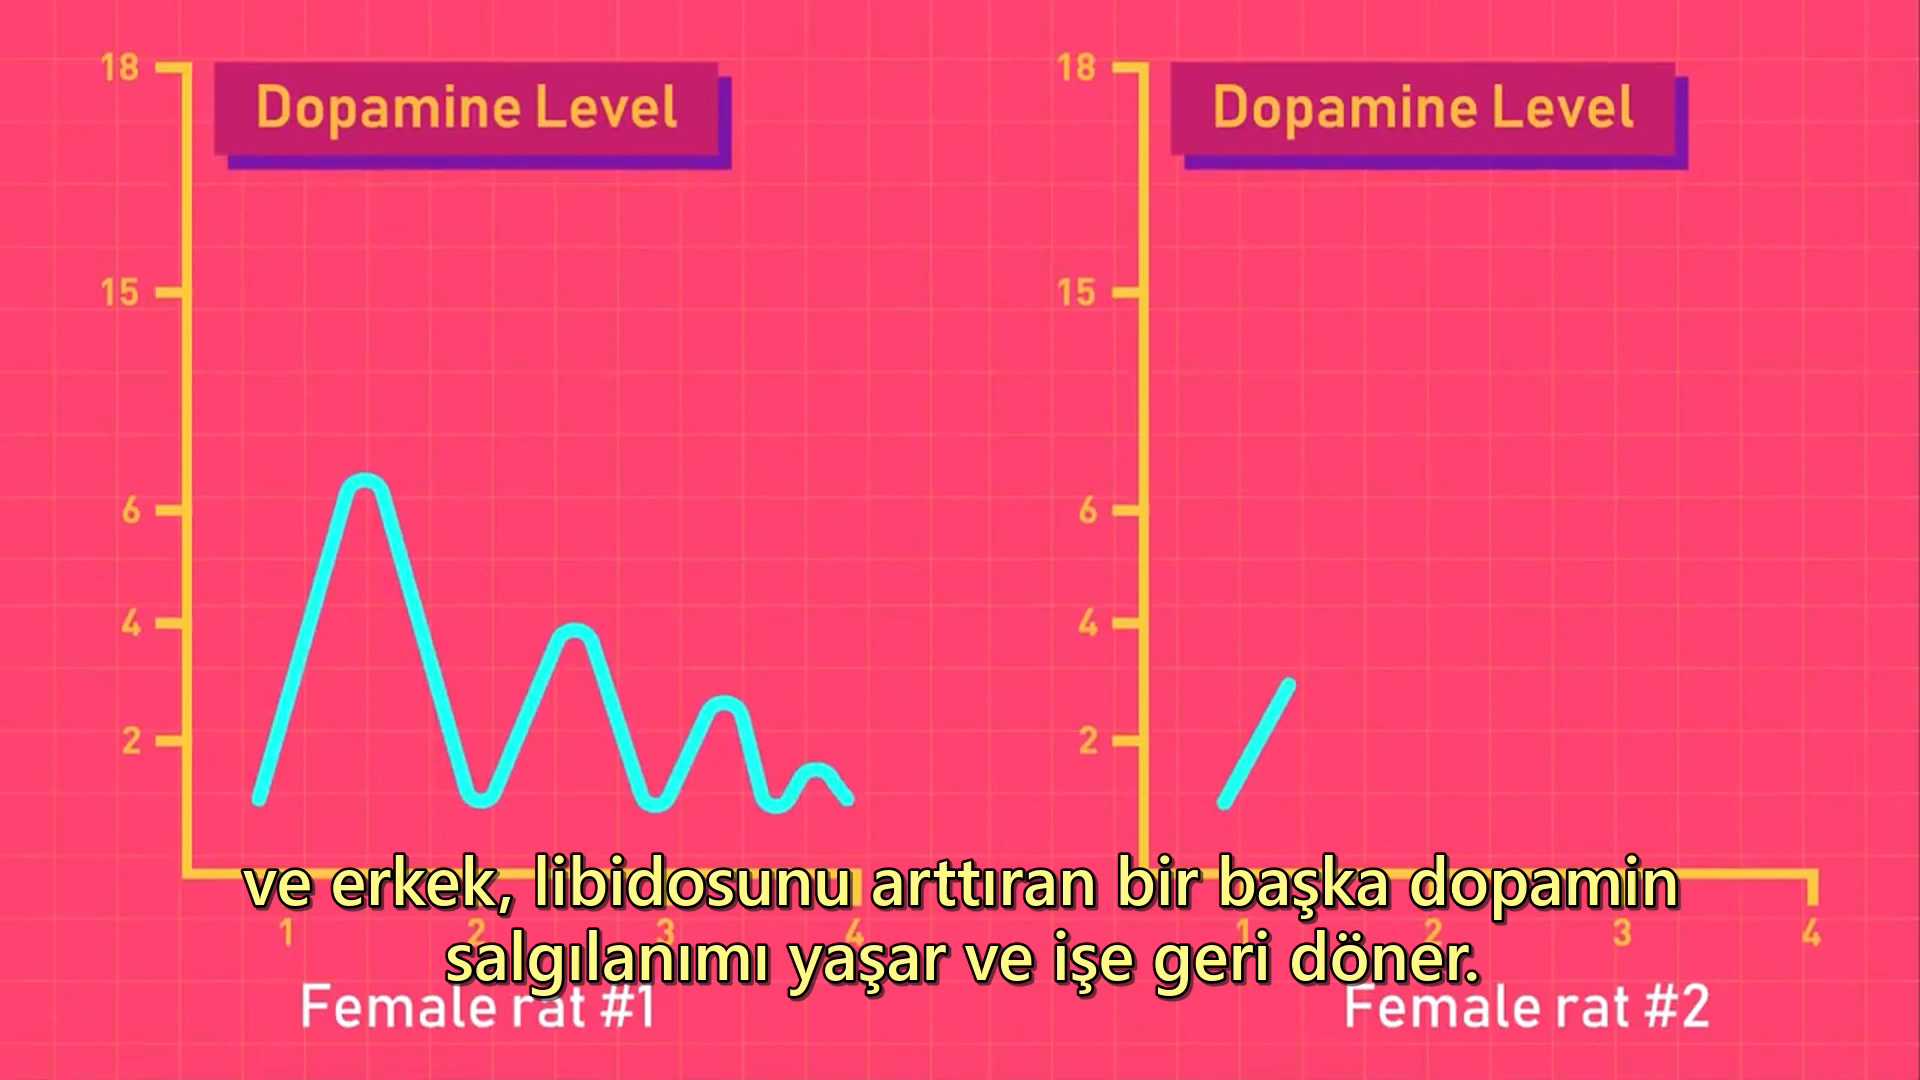 18
Dopamine Level
15
6
4
2
1 2 3 4
Female rat #1
18
Dopamine Level
15
6
4
2
1 2 3 4
Female rat #2
ve erkek, libidosunu arttıran bir başka dopamin
salgılanımı yaşar ve işe geri döner.